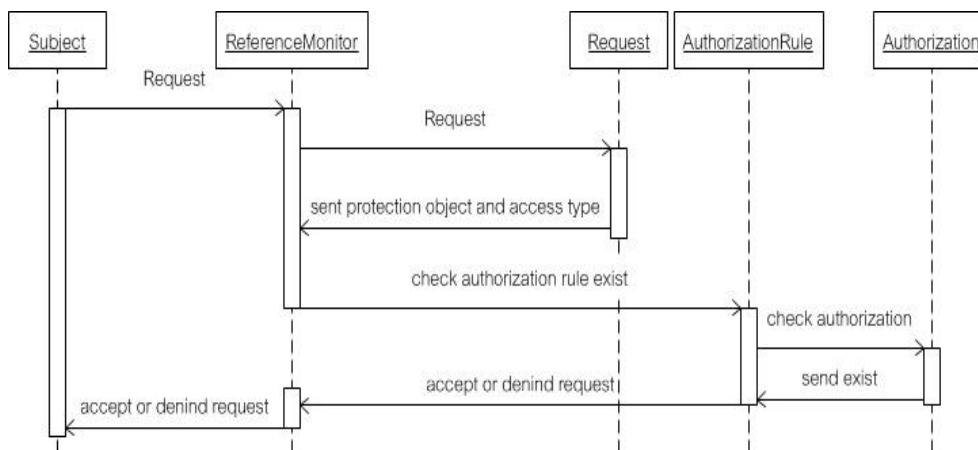 Subject
ReferenceMonitor
Request
AuthorizationRule
Authorization
Request
Request
sent protection object and access type
check authorization rule exist
check authorization
send exist
accept or denind request
accept or denind request